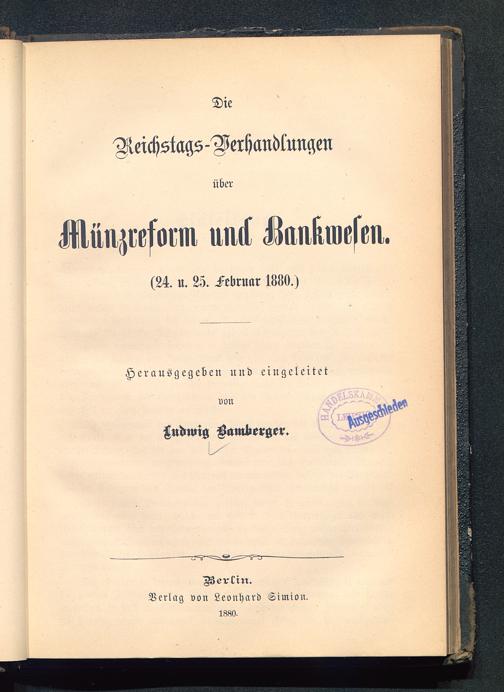 Die
Reichstags-Verhandlungen
über
Münzreform und Bankwesen.
(24. u. 25. Februar 1880.)
Herausgegeben und eingeleitet
von
Ludwig Bamberger.
Ausgeschieden
Berlin.
Verlag von Leonhard Simion.
1880.